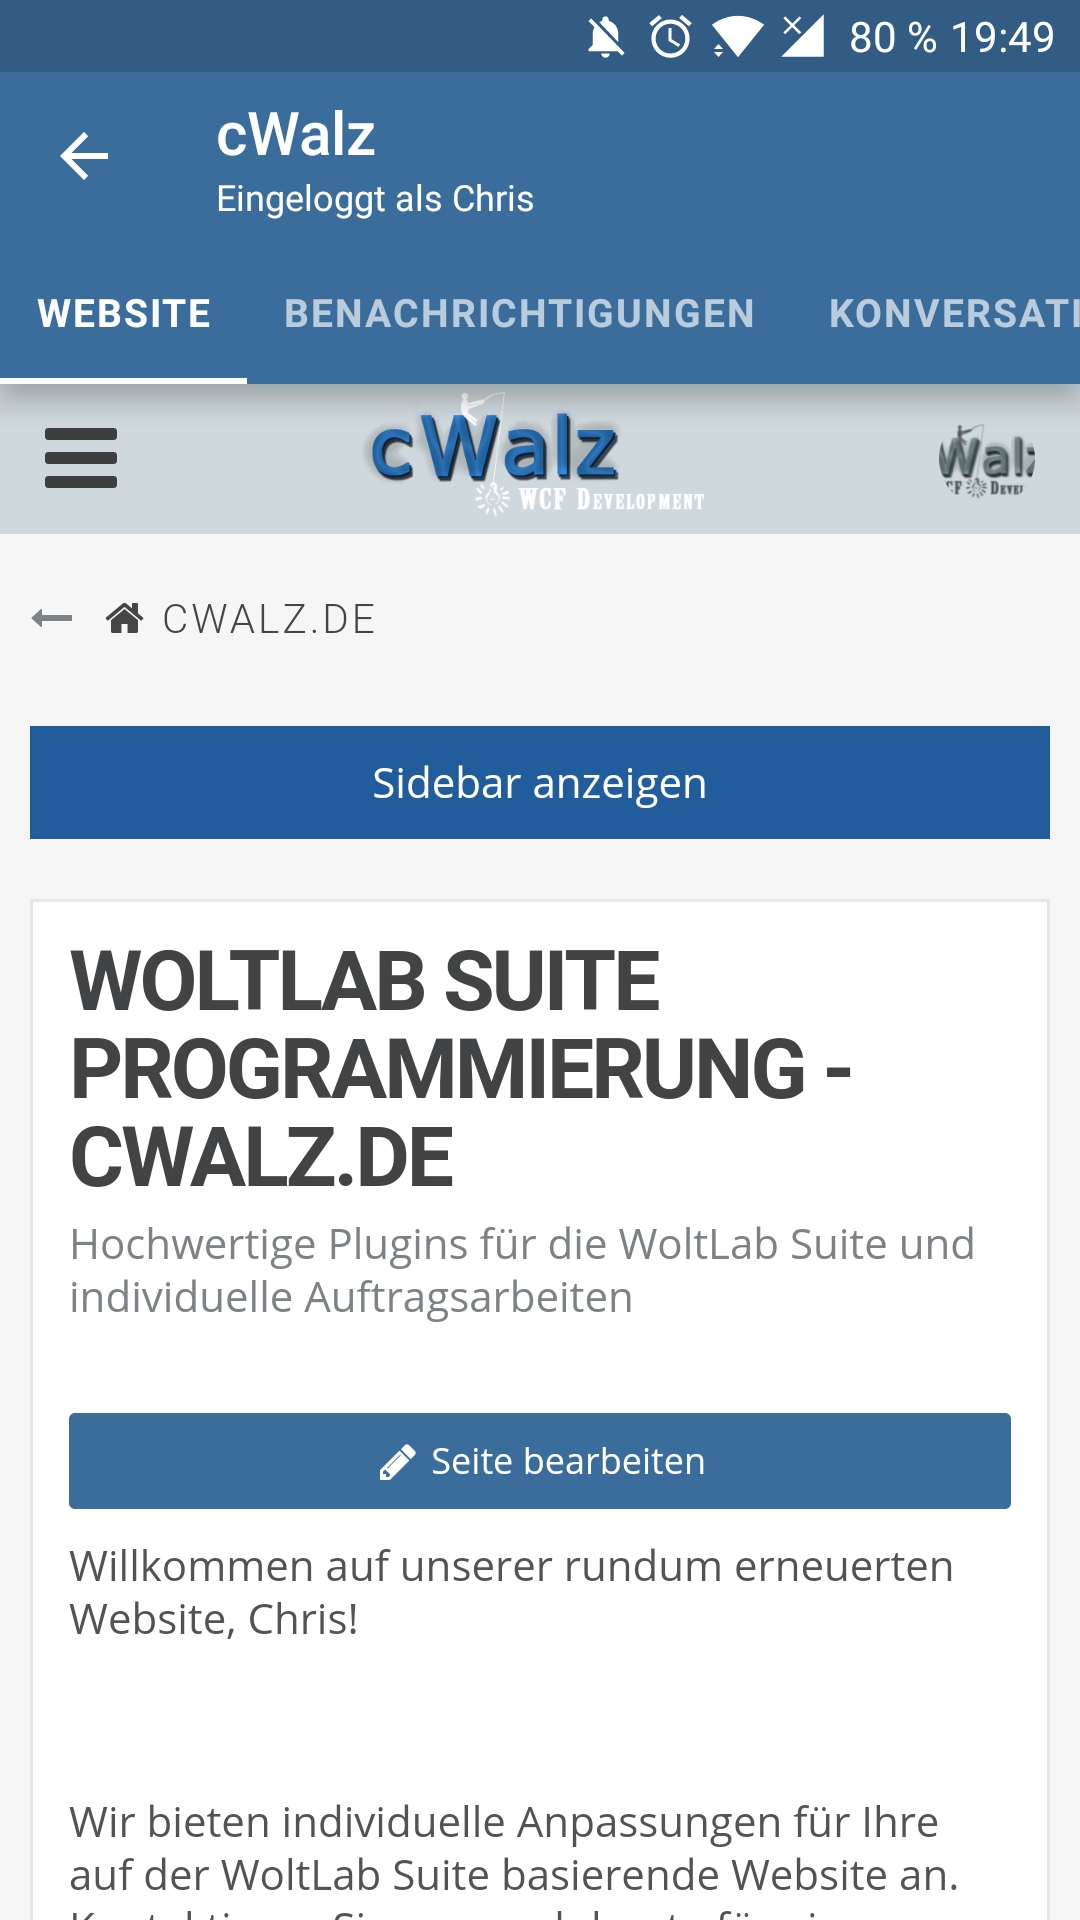 80 % 19:49
cWalz
Eingeloggt als Chris
WEBSITE BENACHRICHTIGUNGEN KONVERSATI
cWalz
WCF DEVELOPMENT
CWALZ.DE
Sidebar anzeigen
WOLTLAB SUITE
PROGRAMMIERUNG -
CWALZ.DE
Hochwertige Plugins für die WoltLab Suite und
individuelle Auftragsarbeiten
Seite bearbeiten
Willkommen auf unserer rundum erneuerten
Website, Chris!
Wir bieten individuelle Anpassungen für Ihre
auf der WoltLab Suite basierende Website an.